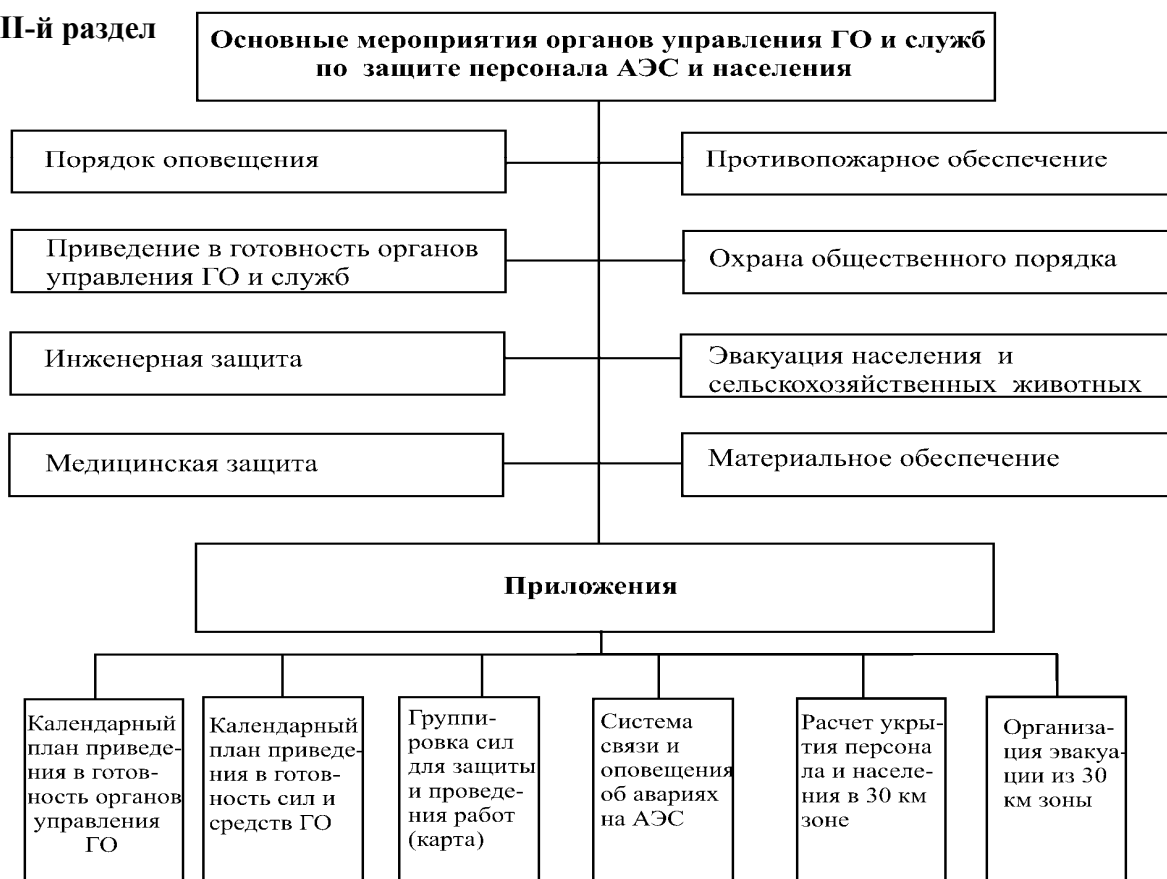 II-й раздел
Основные мероприятия органов управления ГО и служб
по защите персонала АЭС и населения
Порядок оповещения
Противопожарное обеспечение
Приведение в готовность органов
управления ГО и служб
Охрана общественного порядка
Инженерная защита
Эвакуация населения и
сельскохозяйственных животных
Медицинская защита
Материальное обеспечение
Приложения
Календарный
план приведе-
ния в готов-
ность органов
управления
ГО
Календарный
план приведе-
ния в готов-
ность сил и
средств ГО
Группи-
ровка сил
для защиты
и проведе-
ния работ
(карта)
Система
связи и
оповещения
об авариях
на АЭС
Расчет укры-
тия персона
ла и населе-
ния в 30 км
зоне
Организа-
ция эвакуа-
ции из 30
км зоны